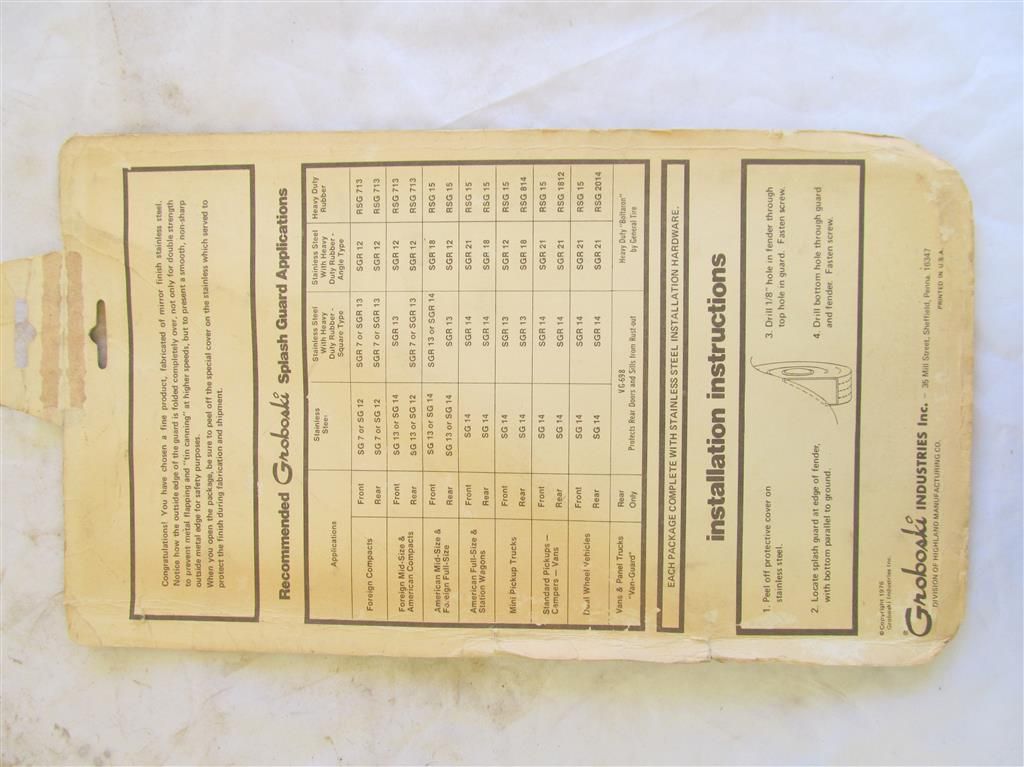 Congratulations! You have chosen a fine product, fabricated of mirror finish stainless steel.
Notice how the outside edge of the guard is folded completely over, not only for double strength
to prevent metal flapping and "tin canning" at higher speeds, but to present a smooth, non-sharp
outside metal edge for safety purposes.
When you open the package, be sure to peel off the special cover on the stainless which served to
protect the finish during fabrication and shipment.
Recommended Groboski Splash Guard Applications
Applications
Stainless
Steel
Stainless Steel
With Heavy
Duty Rubber -
Square Type
Stainless Steel
With Heavy
Duty Rubber -
Angle Type
Heavy Duty
Rubber
Foreign Compacts
Front SG 7 or SG 12 SGR 7 or SGR 13 SGR 12 RSG 713
Rear SG 7 or SG 12 SGR 7 or SGR 13 SGR 12 RSG 713
Foreign Mid-Size &
American Compacts
Front SG 13 or SG 14 SGR 13 SGR 12 RSG 713
Rear SG 13 or SG 12 SGR 7 or SGR 13 SGR 12 RSG 713
American Mid-Size &
Foreign Full-Size
Front SG 13 or SG 14 SGR 13 or SGR 14 SGR 18 RSG 15
Rear SG 13 or SG 14 SGR 13 SGR 12 RSG 15
American Full-Size &
Station Wagons
Front SG 14 SGR 14 SGR 21 RSG 15
Rear SG 14 SGR 14 SGR 18 RSG 15
Mini Pickup Trucks
Front SG 14 SGR 13 SGR 12 RSG 15
Rear SG 14 SGR 13 SGR 18 RSG 814
Standard Pickups —
Campers — Vans
Front SG 14 SGR 14 SGR 21 RSG 15
Rear SG 14 SGR 14 SGR 21 RSG 1812
Dual Wheel Vehicles
Front SG 14 SGR 14 SGR 21 RSG 15
Rear SG 14 SGR 14 SGR 21 RSG 2014
Vans & Panel Trucks
"Van-Guard"
Rear
Only
VG-698
Protects Rear Doors and Sills from Rust-out
Heavy Duty "Boltaron"
by General Tire
EACH PACKAGE COMPLETE WITH STAINLESS STEEL INSTALLATION HARDWARE.
installation instructions
1. Peel off protective cover on
stainless steel.
2. Locate splash guard at edge of fender,
with bottom parallel to ground.
3. Drill 1/8" hole in fender through
top hole in guard. Fasten screw.
4. Drill bottom hole through guard
and fender. Fasten screw.
© Copyright 1976
Groboski Industries Inc.
Groboski® INDUSTRIES Inc. — 35 Mill Street, Sheffield, Penna. 16347
DIVISION OF HIGHLAND MANUFACTURING CO.
PRINTED IN U.S.A.